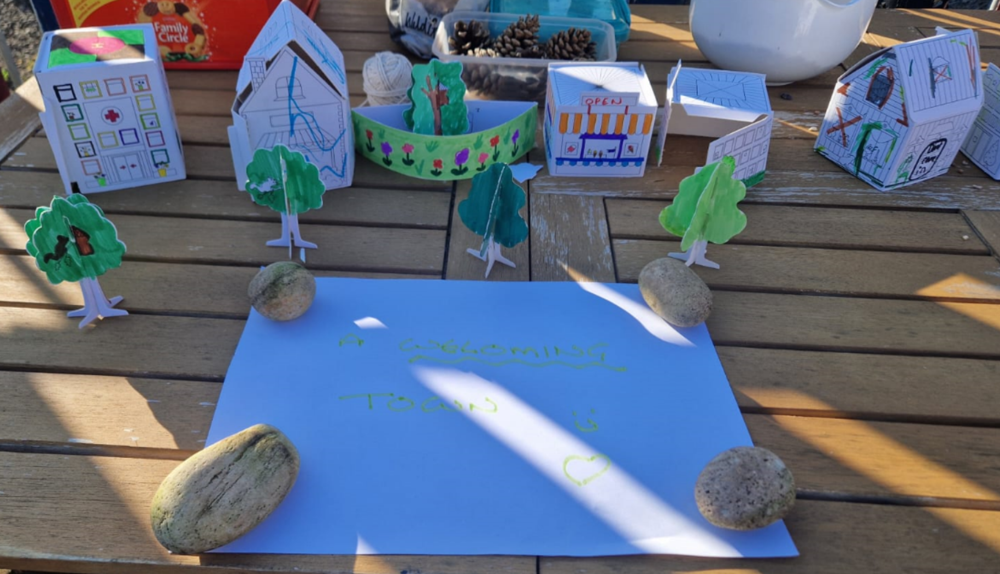 Family
Circle
H
OPEN
A WELCOMING
TOWN